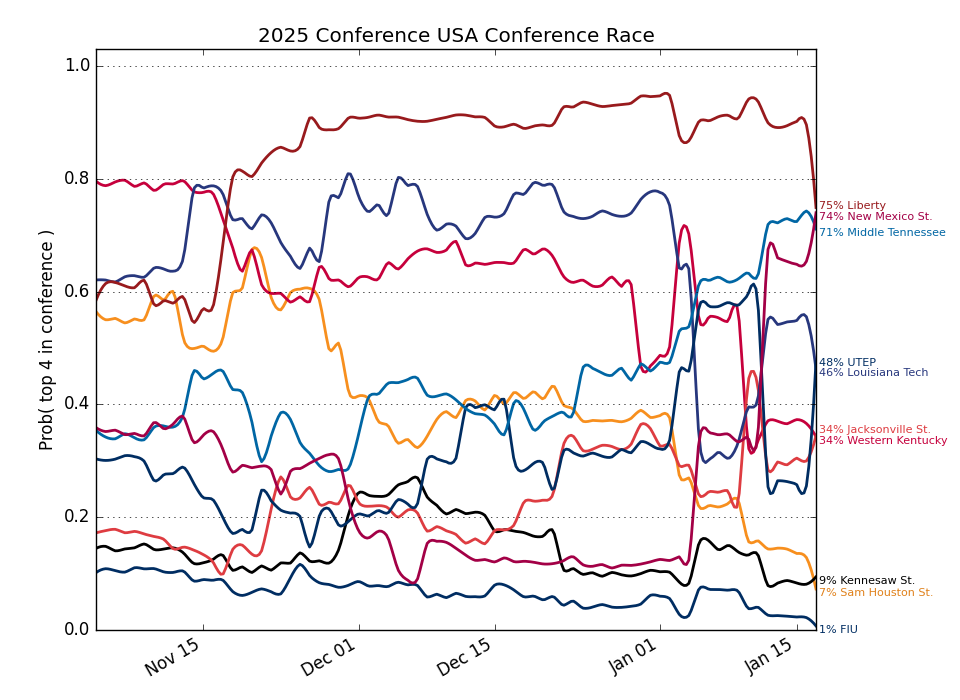 2025 Conference USA Conference Race
Prob( top 4 in conference )
1.0
0.8
0.6
0.4
0.2
0.0
Nov 15
Dec 01
Dec 15
Jan 01
Jan 15
75% Liberty
74% New Mexico St.
71% Middle Tennessee
48% UTEP
46% Louisiana Tech
34% Jacksonville St.
34% Western Kentucky
9% Kennesaw St.
7% Sam Houston St.
1% FIU